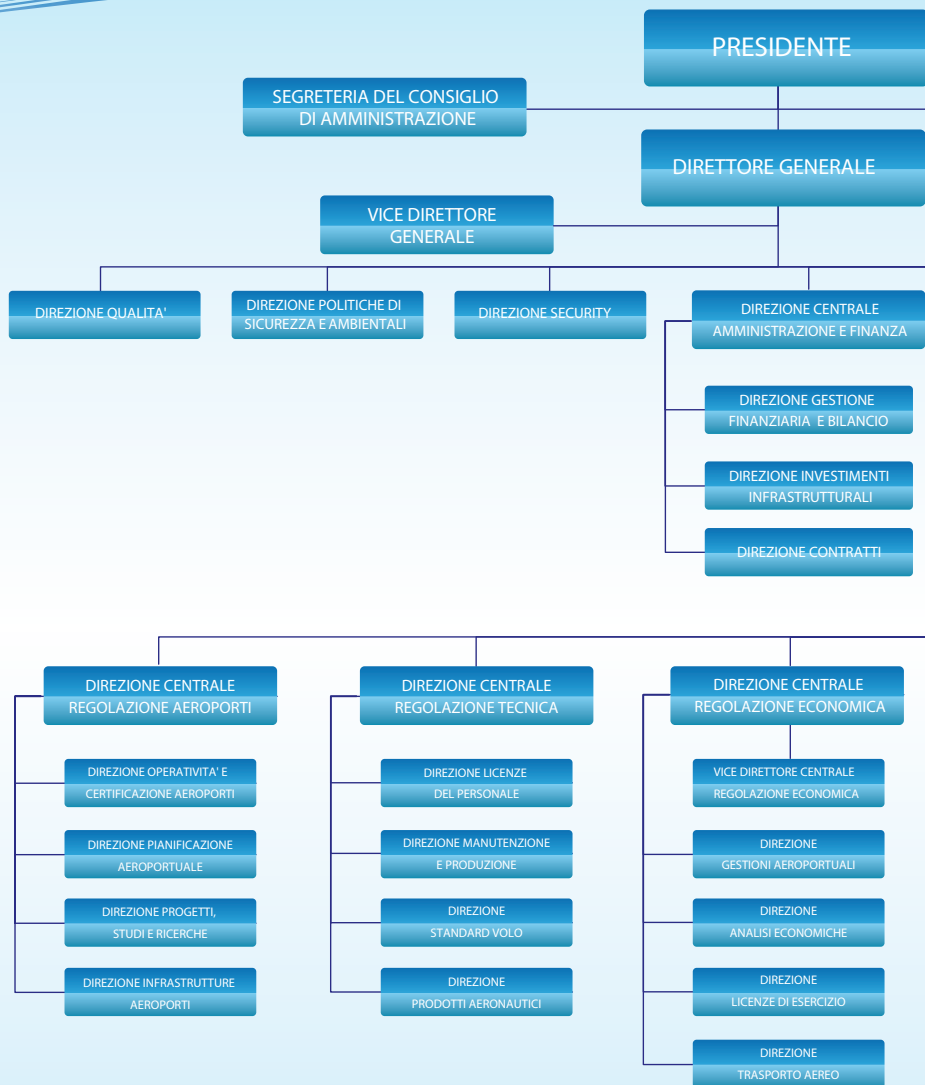 PRESIDENTE
SEGRETERIA DEL CONSIGLIO
DI AMMINISTRAZIONE
DIRETTORE GENERALE
VICE DIRETTORE
GENERALE
DIREZIONE QUALITA'
DIREZIONE POLITICHE DI
SICUREZZA E AMBIENTALI
DIREZIONE SECURITY
DIREZIONE CENTRALE
AMMINISTRAZIONE E FINANZA
DIREZIONE GESTIONE
FINANZIARIA E BILANCIO
DIREZIONE INVESTIMENTI
INFRASTRUTTURALI
DIREZIONE CONTRATTI
DIREZIONE CENTRALE
REGOLAZIONE AEROPORTI
DIREZIONE OPERATIVITA' E
CERTIFICAZIONE AEROPORTI
DIREZIONE PIANIFICAZIONE
AEROPORTUALE
DIREZIONE PROGETTI,
STUDI E RICERCHE
DIREZIONE INFRASTRUTTURE
AEROPORTI
DIREZIONE CENTRALE
REGOLAZIONE TECNICA
DIREZIONE LICENZE
DEL PERSONALE
DIREZIONE MANUTENZIONE
E PRODUZIONE
DIREZIONE
STANDARD VOLO
DIREZIONE
PRODOTTI AERONAUTICI
DIREZIONE CENTRALE
REGOLAZIONE ECONOMICA
VICE DIRETTORE CENTRALE
REGOLAZIONE ECONOMICA
DIREZIONE
GESTIONI AEROPORTUALI
DIREZIONE
ANALISI ECONOMICHE
DIREZIONE
LICENZE DI ESERCIZIO
DIREZIONE
TRASPORTO AEREO